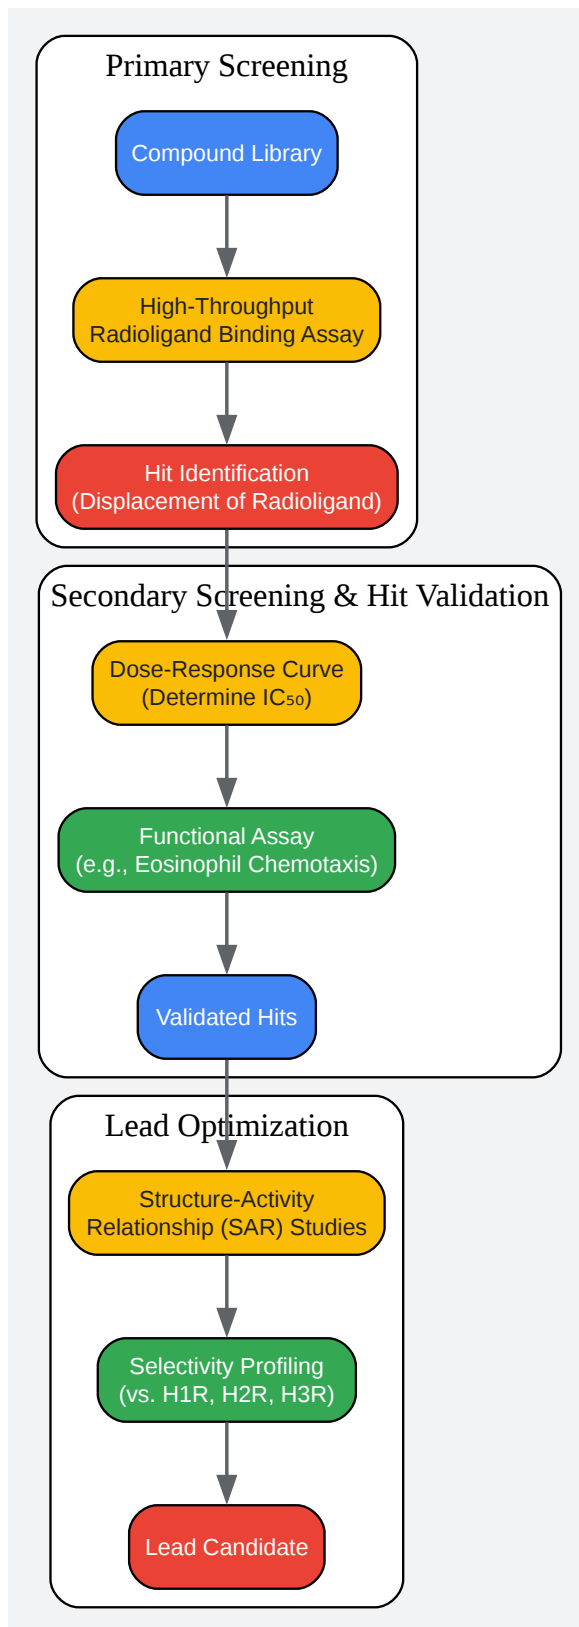 Primary Screening
Compound Library
High-Throughput
Radioligand Binding Assay
Hit Identification
(Displacement of Radioligand)
Secondary Screening & Hit Validation
Dose-Response Curve
(Determine IC₅₀)
Functional Assay
(e.g., Eosinophil Chemotaxis)
Validated Hits
Lead Optimization
Structure-Activity
Relationship (SAR) Studies
Selectivity Profiling
(vs. H1R, H2R, H3R)
Lead Candidate